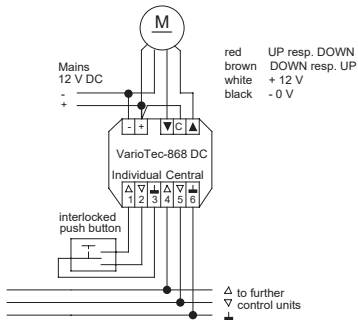 M
red UP resp. DOWN
brown DOWN resp. UP
white + 12 V
black - 0 V
Mains
12 V DC
-
+
- + ▼ C ▲
VarioTec-868 DC
Individual Central
△ ▽ ⏚ △ ▽ ⏚
1 2 3 4 5 6
interlocked
push button
△ to further
▽ control units